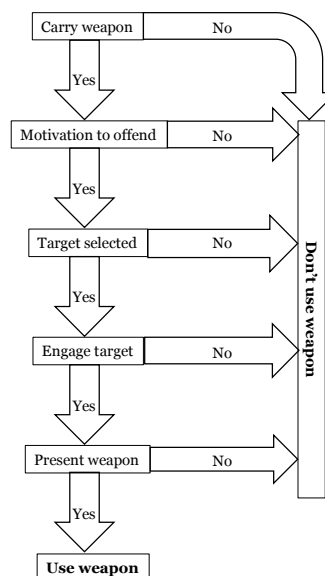 Carry weapon
No
Yes
Motivation to offend
No
Yes
Target selected
No
Yes
Engage target
No
Yes
Present weapon
No
Yes
Use weapon
Don't use weapon